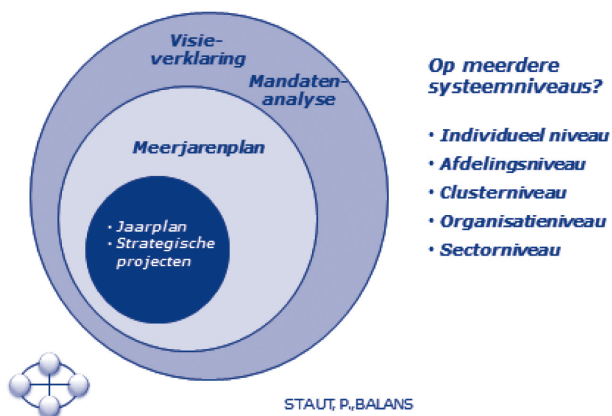 Visie-
verklaring
Mandaten-
analyse
Meerjarenplan
• Jaarplan
• Strategische
projecten
Op meerdere
systeemniveaus?
• Individueel niveau
• Afdelingsniveau
• Clusterniveau
• Organisatieniveau
• Sectorniveau
STAUT, P.,BALANS